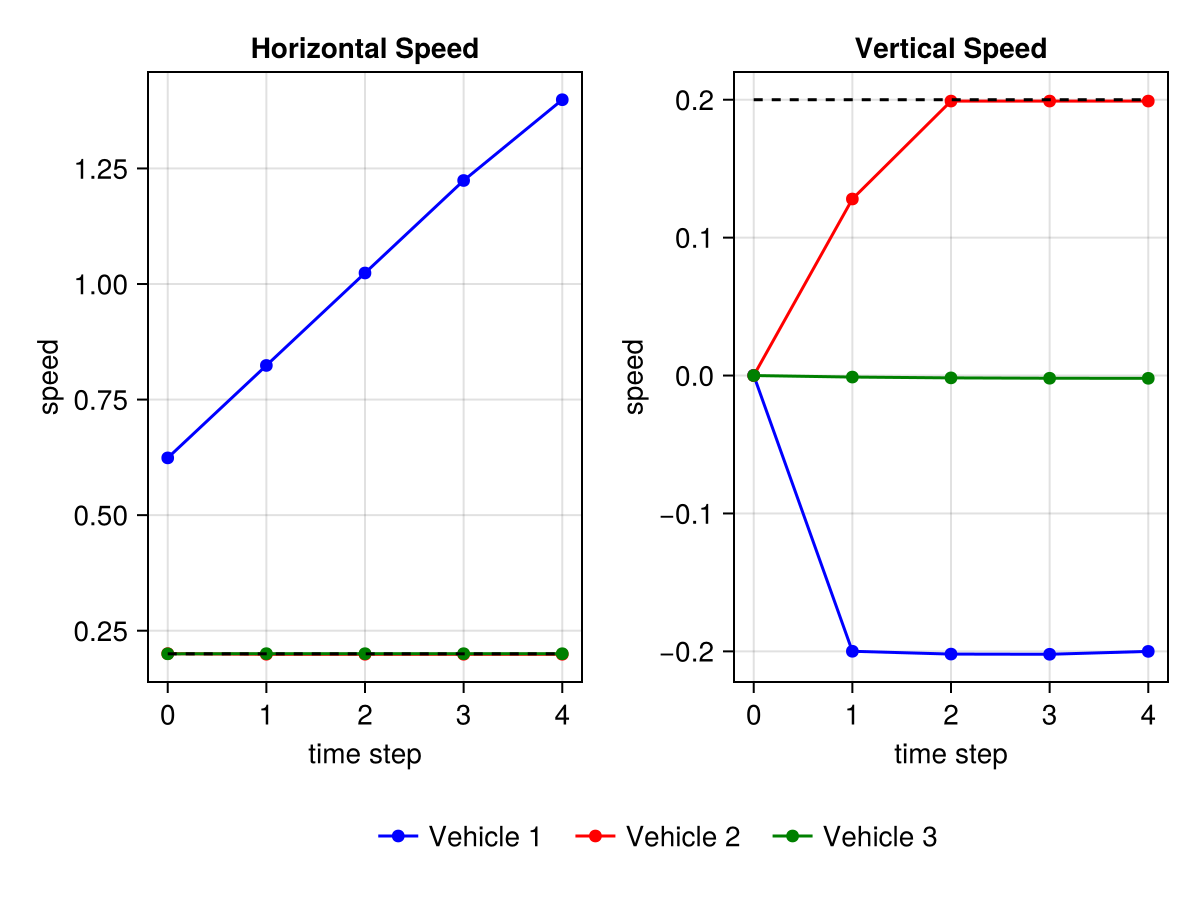 Horizontal Speed
speed
1.25
1.00
0.75
0.50
0.25
0 1 2 3 4
time step
Vertical Speed
speed
0.2
0.1
0.0
−0.1
−0.2
0 1 2 3 4
time step
Vehicle 1 Vehicle 2 Vehicle 3